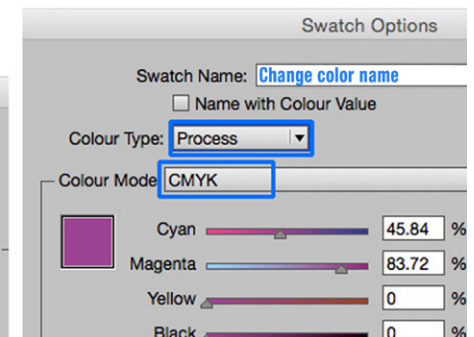 Swatch Options
Swatch Name: Change color name
Name with Colour Value
Colour Type: Process
Colour Mode CMYK
Cyan 45.84 %
Magenta 83.72 %
Yellow 0 %
Black 0 %